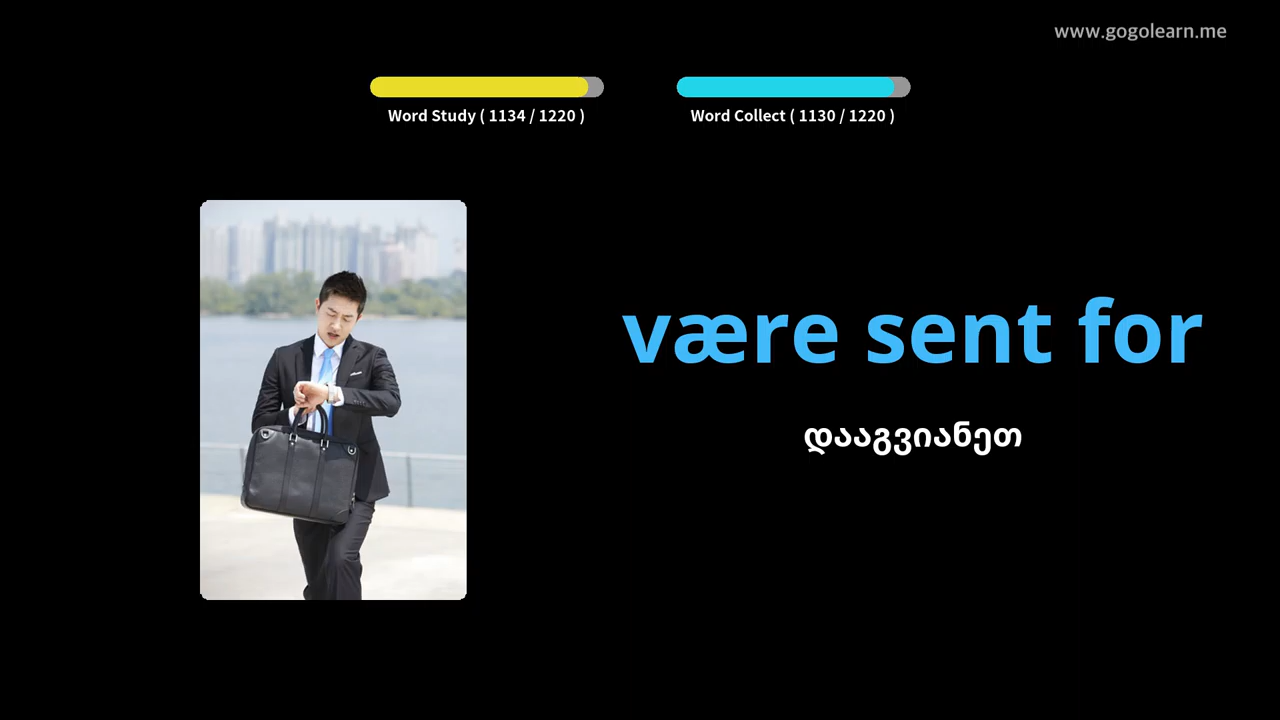 www.gogolearn.me
Word Study ( 1134 / 1220 )
Word Collect ( 1130 / 1220 )
være sent for
დააგვიანეთ